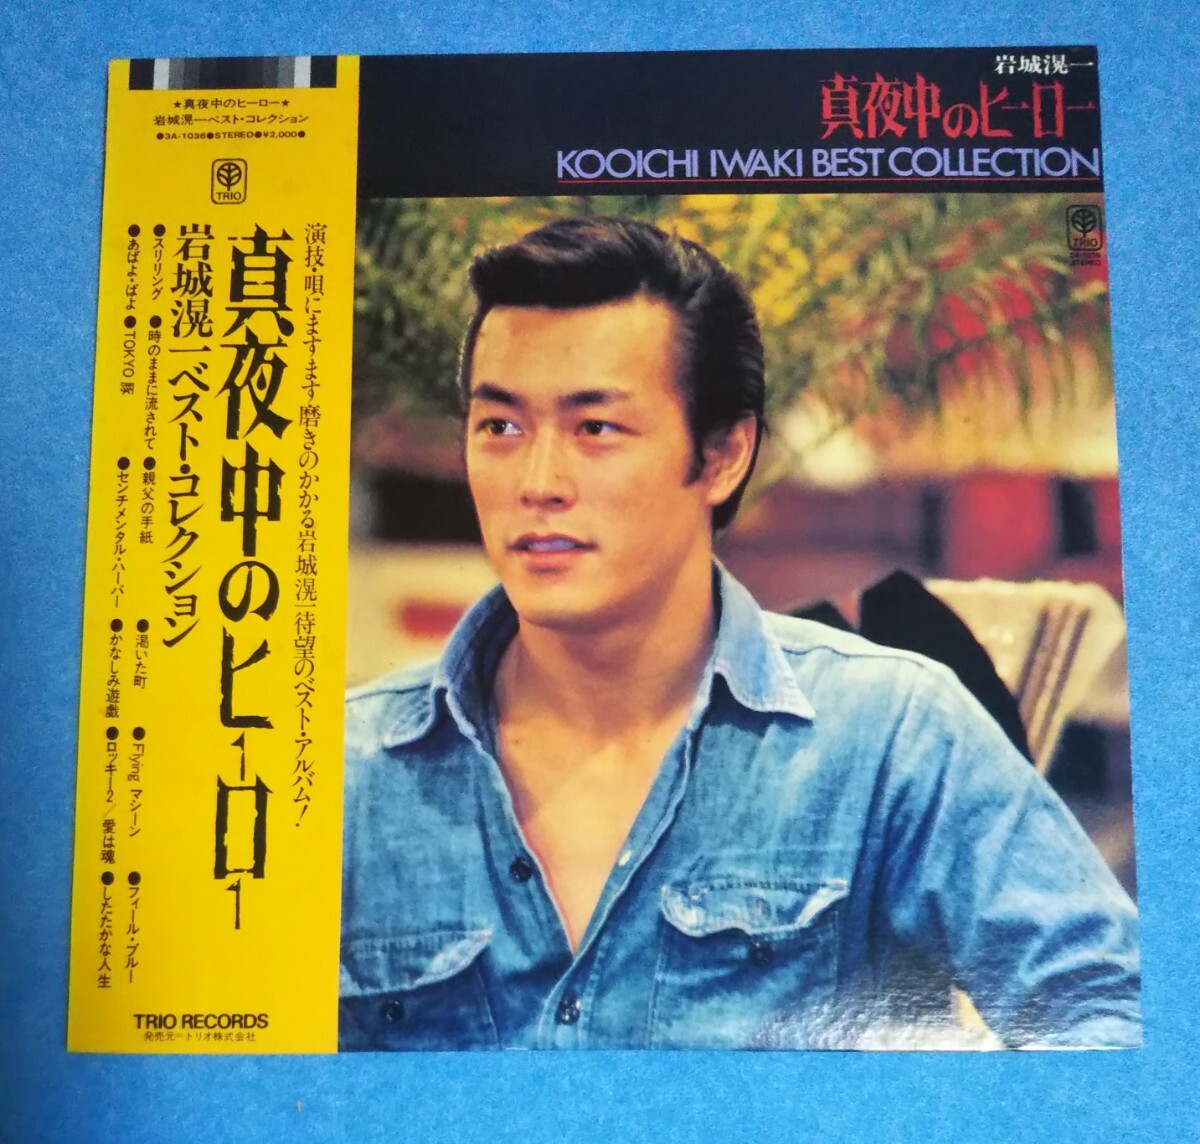 ★真夜中のヒーロー★
岩城滉一ベスト・コレクション
●3A-1036●STEREO●¥2,000●
TRIO
演技・唄にますます磨きのかかる岩城滉一待望のベスト・アルバム!
真夜中のヒーロー
岩城滉一ベスト・コレクション
●スリリング ●時のままに流されて ●親父の手紙 ●渇いた町 ●Flying マシーン ●フィール・ブルー
●あばよ・ばよ ●TOKYO 豚 ●センチメンタル・ハーバー ●かなしみ遊戯 ●ロッキー2/愛は魂 ●したたかな人生
TRIO RECORDS
発売元=トリオ株式会社
岩城滉一
真夜中のヒーロー
KOOICHI IWAKI BEST COLLECTION
TRIO
3A-1036
STEREO